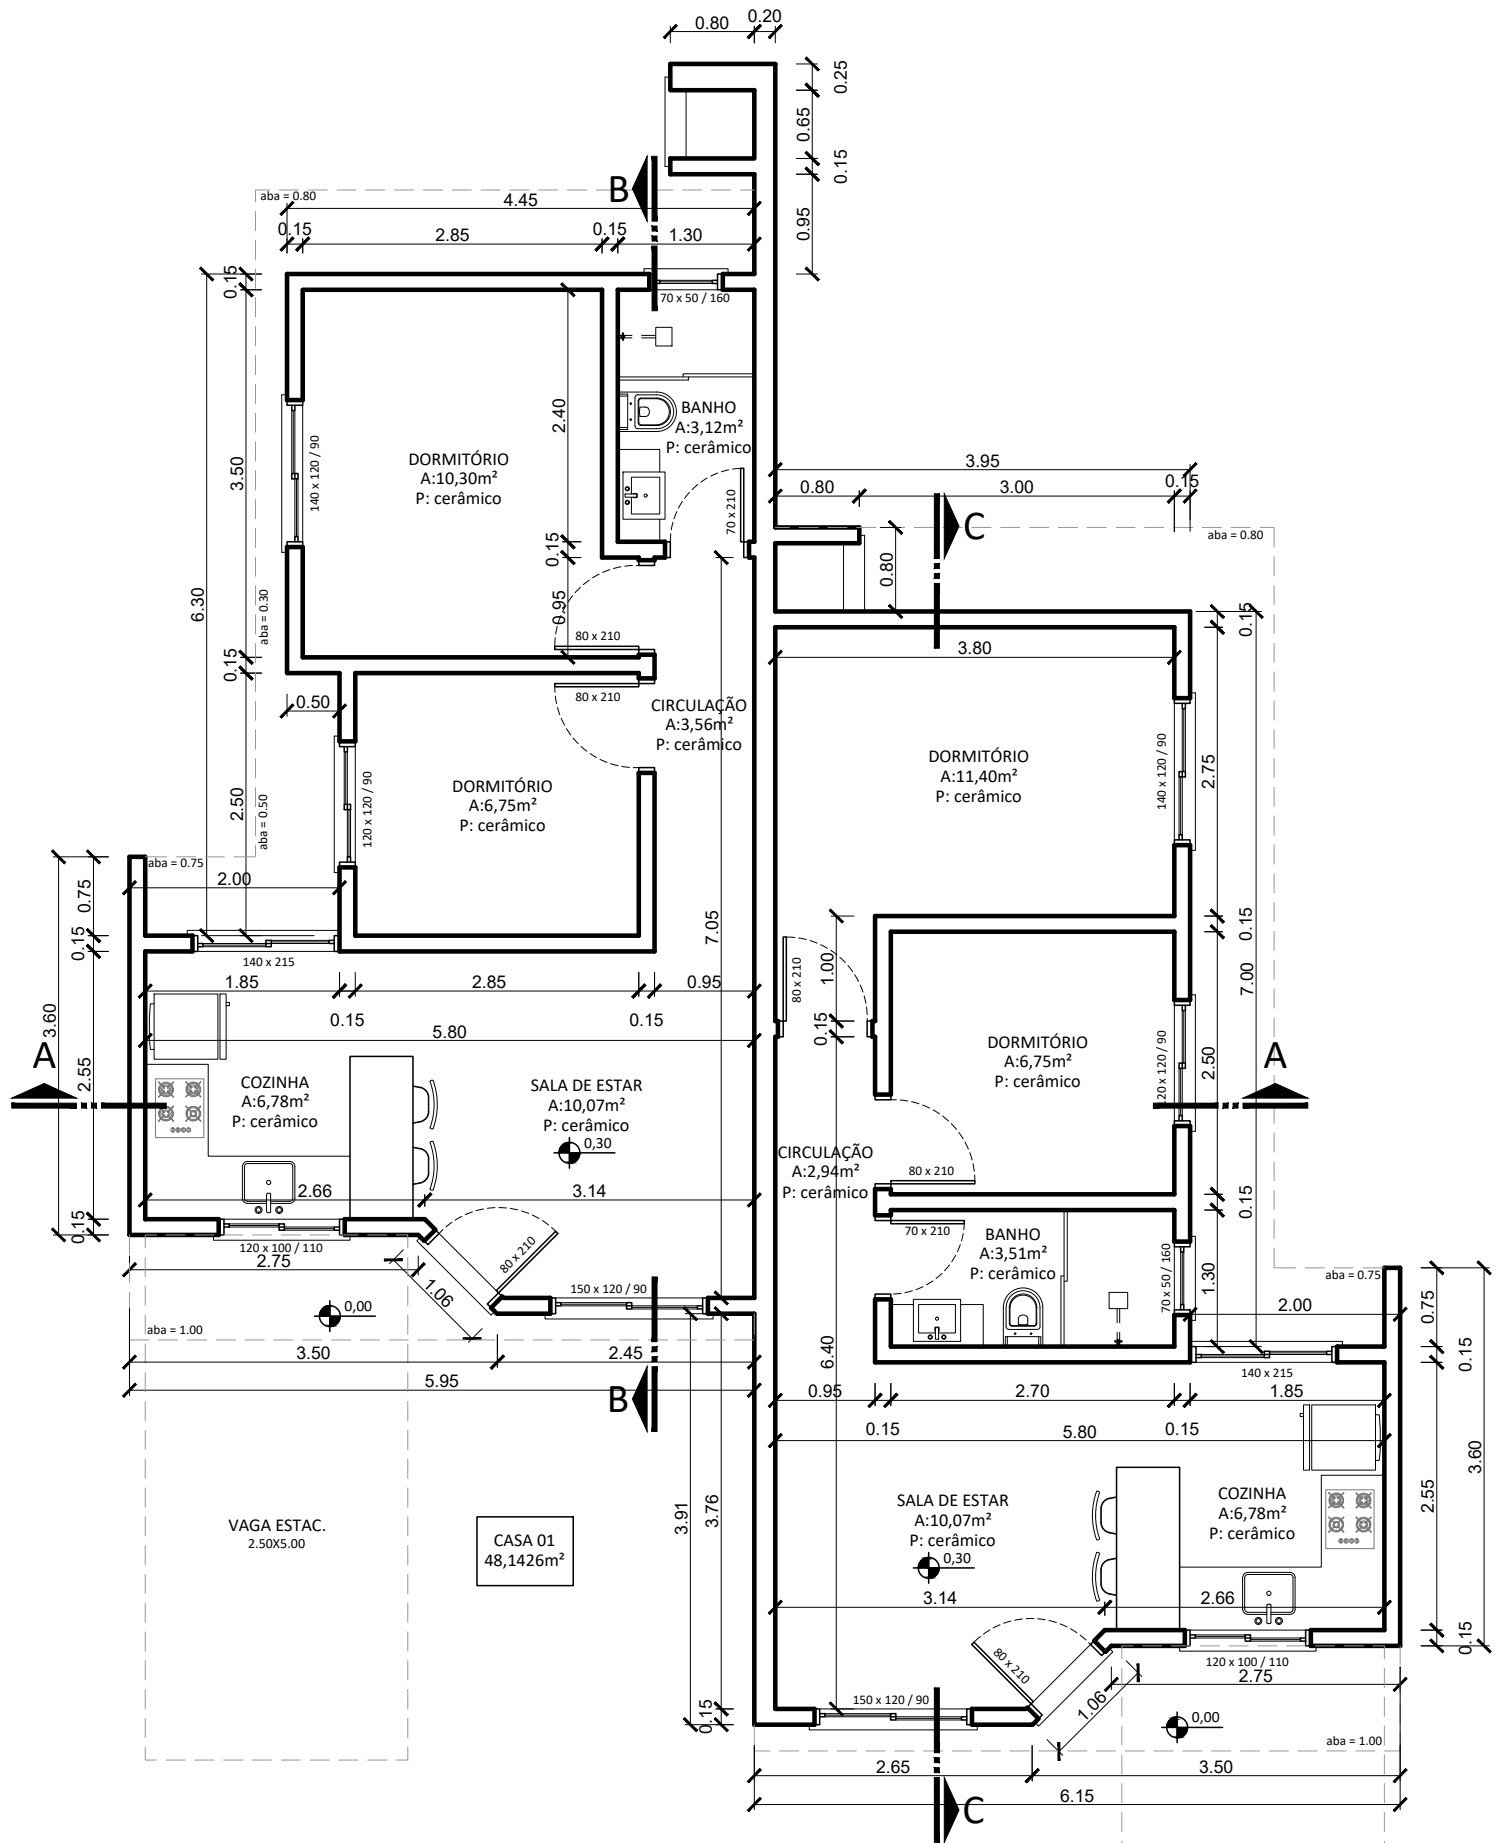 0.80
0.20
0.25
0.65
0.15
0.95
B
aba = 0.80
4.45
0.15
2.85
0.15
1.30
0.15
70 x 50 / 160
BANHO
A:3,12m²
P: cerâmico
2.40
DORMITÓRIO
A:10,30m²
P: cerâmico
140 x 120 / 90
3.50
70 x 210
3.95
0.80
3.00
0.15
C
aba = 0.80
0.15
0.95
0.80
6.30
aba = 0.30
80 x 210
0.15
0.15
3.80
80 x 210
0.50
CIRCULAÇÃO
A:3,56m²
P: cerâmico
DORMITÓRIO
A:11,40m²
P: cerâmico
140 x 120 / 90
2.75
DORMITÓRIO
A:6,75m²
P: cerâmico
120 x 120 / 90
2.50
aba = 0.50
aba = 0.75
2.00
0.75
0.15
7.05
0.15
140 x 215
1.85
2.85
0.95
80 x 210
1.00
7.00
0.15
0.15
0.15
5.80
3.60
A
2.55
COZINHA
A:6,78m²
P: cerâmico
SALA DE ESTAR
A:10,07m²
P: cerâmico
0,30
DORMITÓRIO
A:6,75m²
P: cerâmico
120 x 120 / 90
2.50
A
CIRCULAÇÃO
A:2,94m²
P: cerâmico
80 x 210
2.66
3.14
0.15
0.15
80 x 210
70 x 210
BANHO
A:3,51m²
P: cerâmico
70 x 50 / 160
1.30
120 x 100 / 110
2.75
1.06
150 x 120 / 90
0,00
aba = 0.75
2.00
0.75
0.15
aba = 1.00
3.50
2.45
6.40
140 x 215
5.95
B
0.95
2.70
1.85
0.15
0.15
5.80
3.60
2.55
VAGA ESTAC.
2.50X5.00
CASA 01
48,1426m²
3.91
3.76
SALA DE ESTAR
A:10,07m²
P: cerâmico
0,30
COZINHA
A:6,78m²
P: cerâmico
3.14
2.66
0.15
80 x 210
120 x 100 / 110
2.75
1.06
0.15
150 x 120 / 90
0,00
aba = 1.00
2.65
3.50
6.15
C